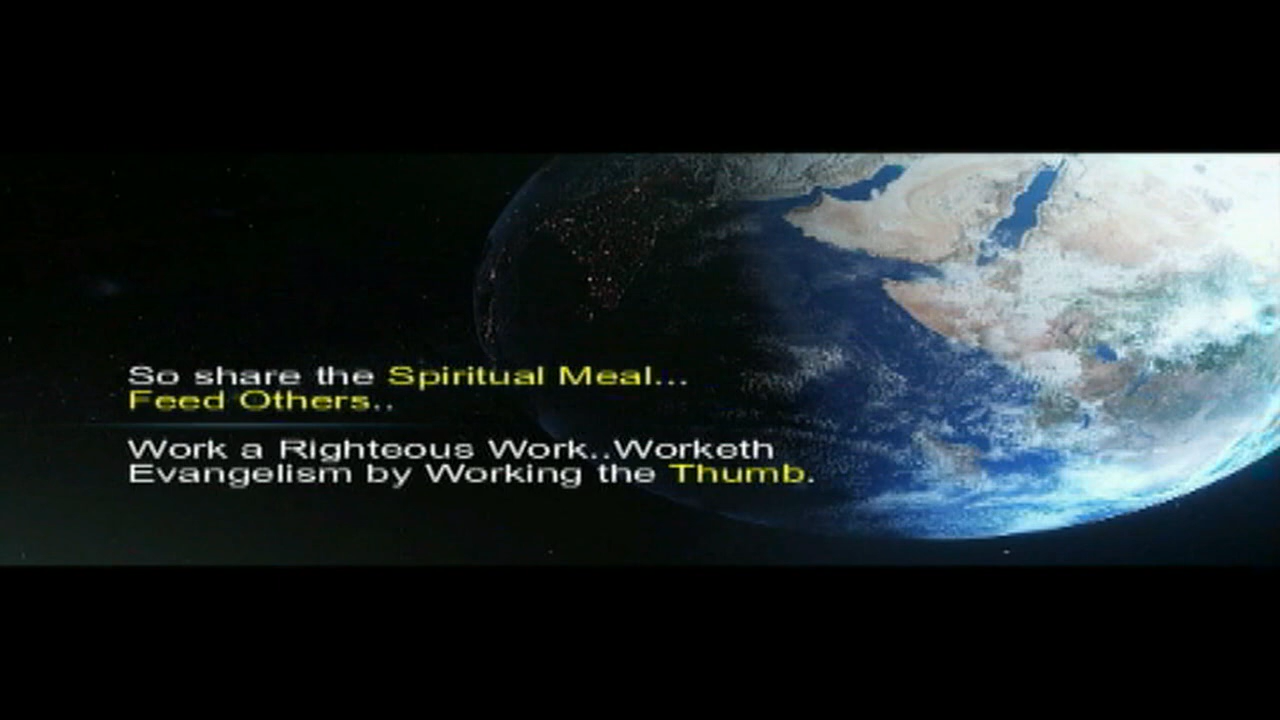 So share the Spiritual Meal...
Feed Others..
Work a Righteous Work..Worketh
Evangelism by Working the Thumb.